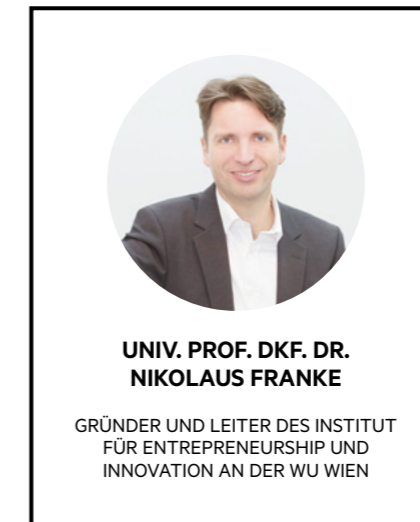 UNIV. PROF. DKF. DR.
NIKOLAUS FRANKE
GRÜNDER UND LEITER DES INSTITUT
FÜR ENTREPRENEURSHIP UND
INNOVATION AN DER WU WIEN